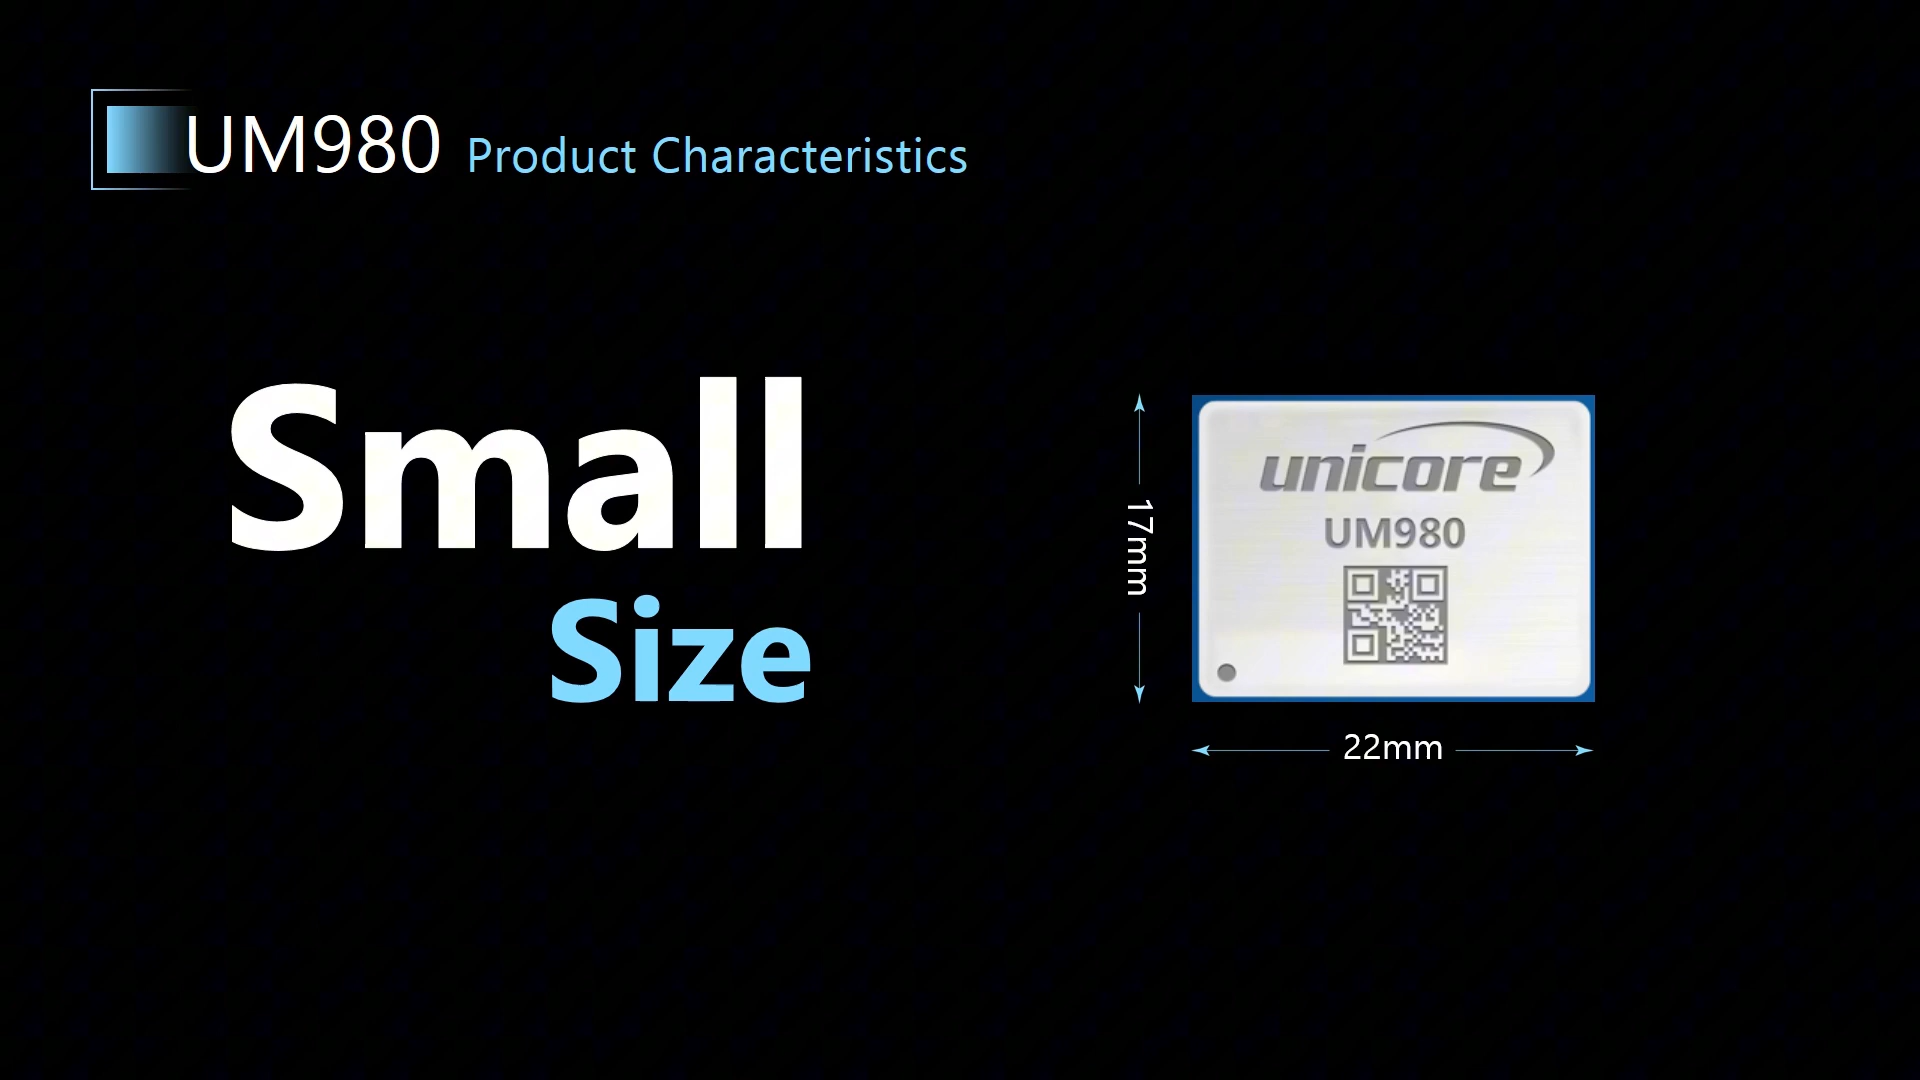 UM980 Product Characteristics
Small
Size
unicore
UM980
17mm
22mm